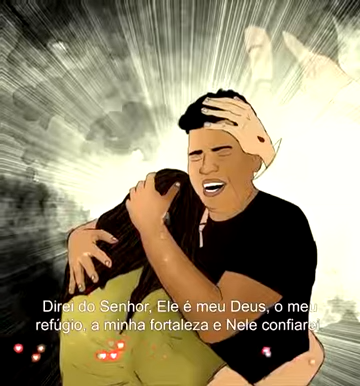 Direi do Senhor, Ele é meu Deus, o meu
refúgio, a minha fortaleza e Nele confiarei